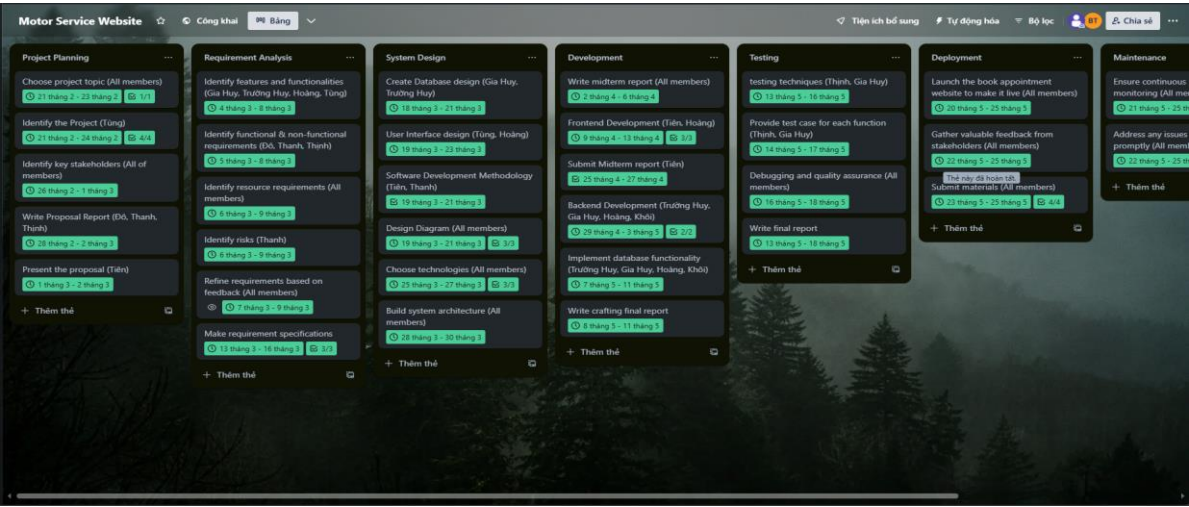 Motor Service Website
Công khai
Bảng
Tiện ích bổ sung
Tự động hóa
Bộ lọc
BT
Chia sẻ
Project Planning
Choose project topic (All members)
21 tháng 2 - 23 tháng 2 1/1
Identify the Project (Tùng)
21 tháng 2 - 24 tháng 2 4/4
Identify key stakeholders (All of
members)
26 tháng 2 - 1 tháng 3
Write Proposal Report (Đô, Thanh,
Thịnh)
28 tháng 2 - 2 tháng 3
Present the proposal (Tiên)
1 tháng 3 - 2 tháng 3
+ Thêm thẻ
Requirement Analysis
Identify features and functionalities
(Gia Huy, Trường Huy, Hoàng, Tùng)
4 tháng 3 - 8 tháng 3
Identify functional & non-functional
requirements (Đô, Thanh, Thịnh)
5 tháng 3 - 8 tháng 3
Identify resource requirements (All
members)
6 tháng 3 - 9 tháng 3
Identify risks (Thanh)
6 tháng 3 - 9 tháng 3
Refine requirements based on
feedback (All members)
7 tháng 3 - 9 tháng 3
Make requirement specifications
13 tháng 3 - 16 tháng 3 3/3
+ Thêm thẻ
System Design
Create Database design (Gia Huy,
Trường Huy)
18 tháng 3 - 21 tháng 3
User Interface design (Tùng, Hoàng)
19 tháng 3 - 23 tháng 3
Software Development Methodology
(Tiên, Thanh)
19 tháng 3 - 21 tháng 3
Design Diagram (All members)
19 tháng 3 - 21 tháng 3 3/3
Choose technologies (All members)
25 tháng 3 - 27 tháng 3 3/3
Build system architecture (All
members)
28 tháng 3 - 30 tháng 3
+ Thêm thẻ
Development
Write midterm report (All members)
2 tháng 4 - 6 tháng 4
Frontend Development (Tiên, Hoàng)
9 tháng 4 - 13 tháng 4 3/3
Submit Midterm report (Tiên)
25 tháng 4 - 27 tháng 4
Backend Development (Trường Huy,
Gia Huy, Hoàng, Khôi)
29 tháng 4 - 3 tháng 5 2/2
Implement database functionality
(Trường Huy, Gia Huy, Hoàng, Khôi)
7 tháng 5 - 11 tháng 5
Write crafting final report
8 tháng 5 - 11 tháng 5
+ Thêm thẻ
Testing
testing techniques (Thịnh, Gia Huy)
13 tháng 5 - 16 tháng 5
Provide test case for each function
(Thịnh, Gia Huy)
14 tháng 5 - 17 tháng 5
Debugging and quality assurance (All
members)
16 tháng 5 - 18 tháng 5
Write final report
13 tháng 5 - 18 tháng 5
+ Thêm thẻ
Deployment
Launch the book appointment
website to make it live (All members)
20 tháng 5 - 25 tháng 5
Gather valuable feedback from
stakeholders (All members)
22 tháng 5 - 25 tháng 5
Thẻ này đã hoàn tất.
Submit materials (All members)
23 tháng 5 - 25 tháng 5 4/4
+ Thêm thẻ
Maintenance
Ensure continuous
monitoring (All mem
21 tháng 5 - 25 th
Address any issues
promptly (All memb
22 tháng 5 - 25 th
+ Thêm thẻ